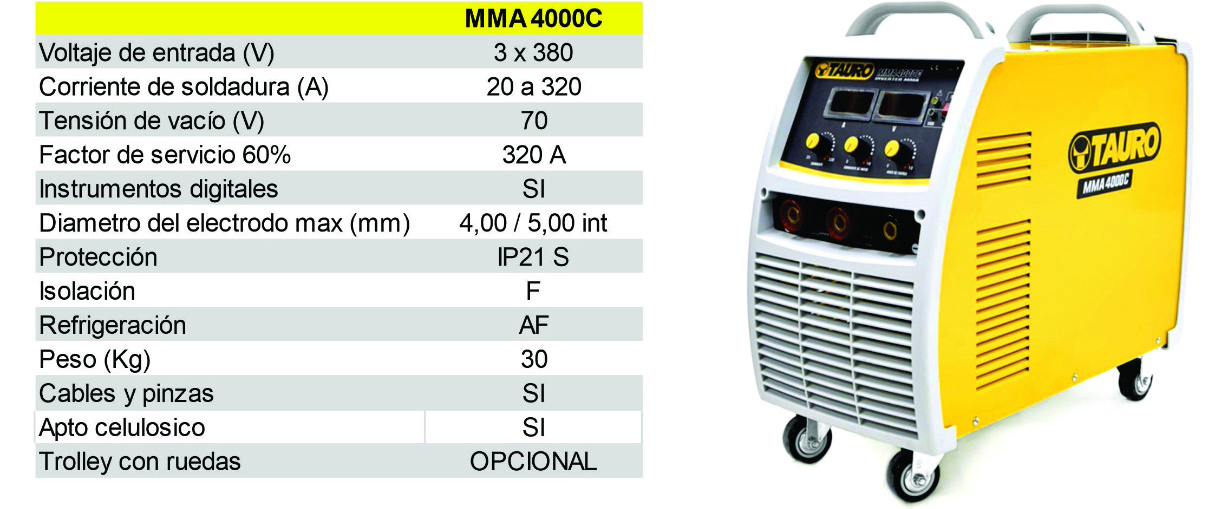 MMA 4000C
Voltaje de entrada (V) 3 x 380
Corriente de soldadura (A) 20 a 320
Tensión de vacío (V) 70
Factor de servicio 60% 320 A
Instrumentos digitales SI
Diametro del electrodo max (mm) 4,00 / 5,00 int
Protección IP21 S
Isolación F
Refrigeración AF
Peso (Kg) 30
Cables y pinzas SI
Apto celulosico SI
Trolley con ruedas OPCIONAL
TAURO
MMA 4000C
A
V
TAURO
MMA 4000C